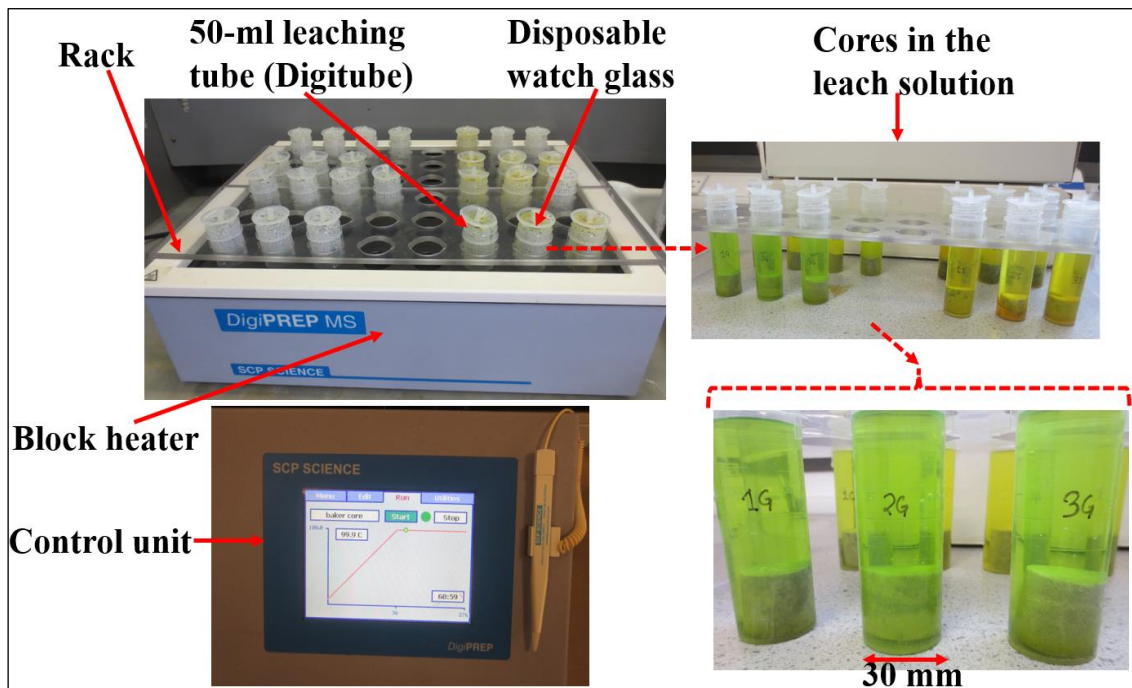 Rack
50-ml leaching
tube (Digitube)
Disposable
watch glass
Cores in the
leach solution
DigiPREP MS
SCP SCIENCE
Block heater
Control unit
SCP SCIENCE
Menu Edit Run Utilities
baker core Start Stop
99.9 C
60:59
DigiPREP
1G
2G
3G
30 mm